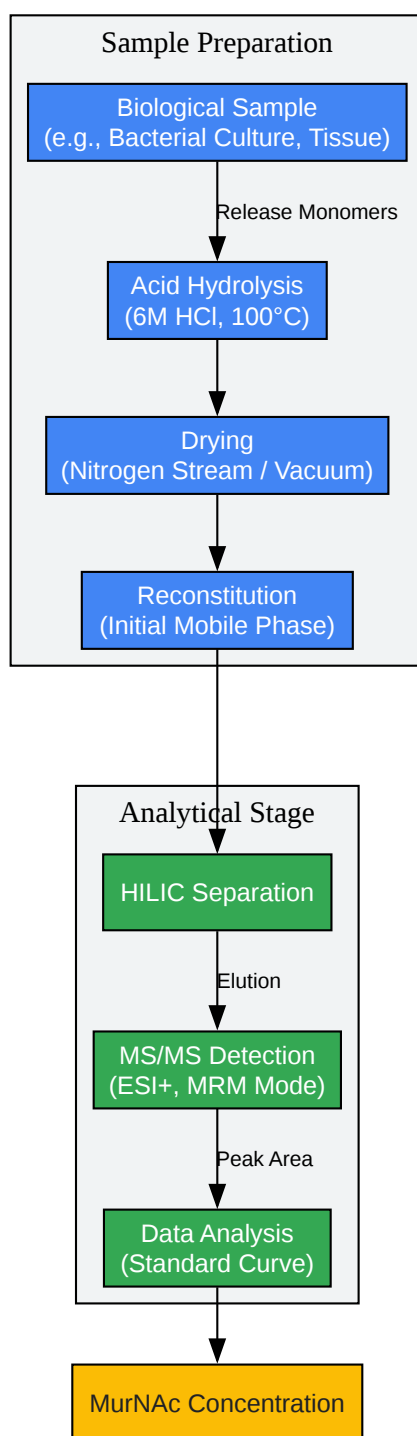 Sample Preparation
Biological Sample
(e.g., Bacterial Culture, Tissue)
Release Monomers
Acid Hydrolysis
(6M HCl, 100°C)
Drying
(Nitrogen Stream / Vacuum)
Reconstitution
(Initial Mobile Phase)
Analytical Stage
HILIC Separation
Elution
MS/MS Detection
(ESI+, MRM Mode)
Peak Area
Data Analysis
(Standard Curve)
MurNAc Concentration